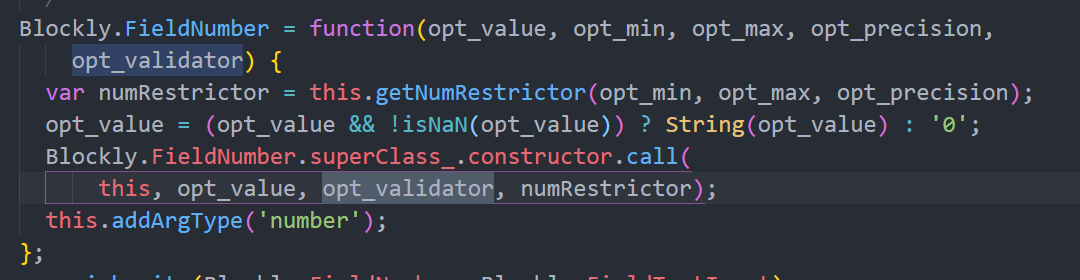 Blockly.FieldNumber = function(opt_value, opt_min, opt_max, opt_precision,
opt_validator) {
var numRestrictor = this.getNumRestrictor(opt_min, opt_max, opt_precision);
opt_value = (opt_value && !isNaN(opt_value)) ? String(opt_value) : '0';
Blockly.FieldNumber.superClass_.constructor.call(
this, opt_value, opt_validator, numRestrictor);
this.addArgType('number');
};